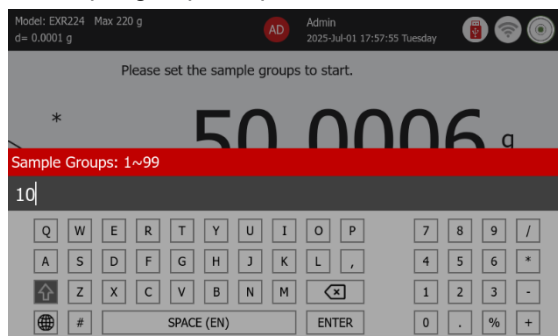 Model: EXR224 Max 220 g
d= 0.0001 g
AD
Admin
2025-Jul-01 17:57:55 Tuesday
Please set the sample groups to start.
*
50.0006 g
Sample Groups: 1~99
10
Q W E R T Y U I O P 7 8 9 /
A S D F G H J K L , 4 5 6 *
Z X C V B N M 1 2 3 -
# SPACE (EN) ENTER 0 . % +